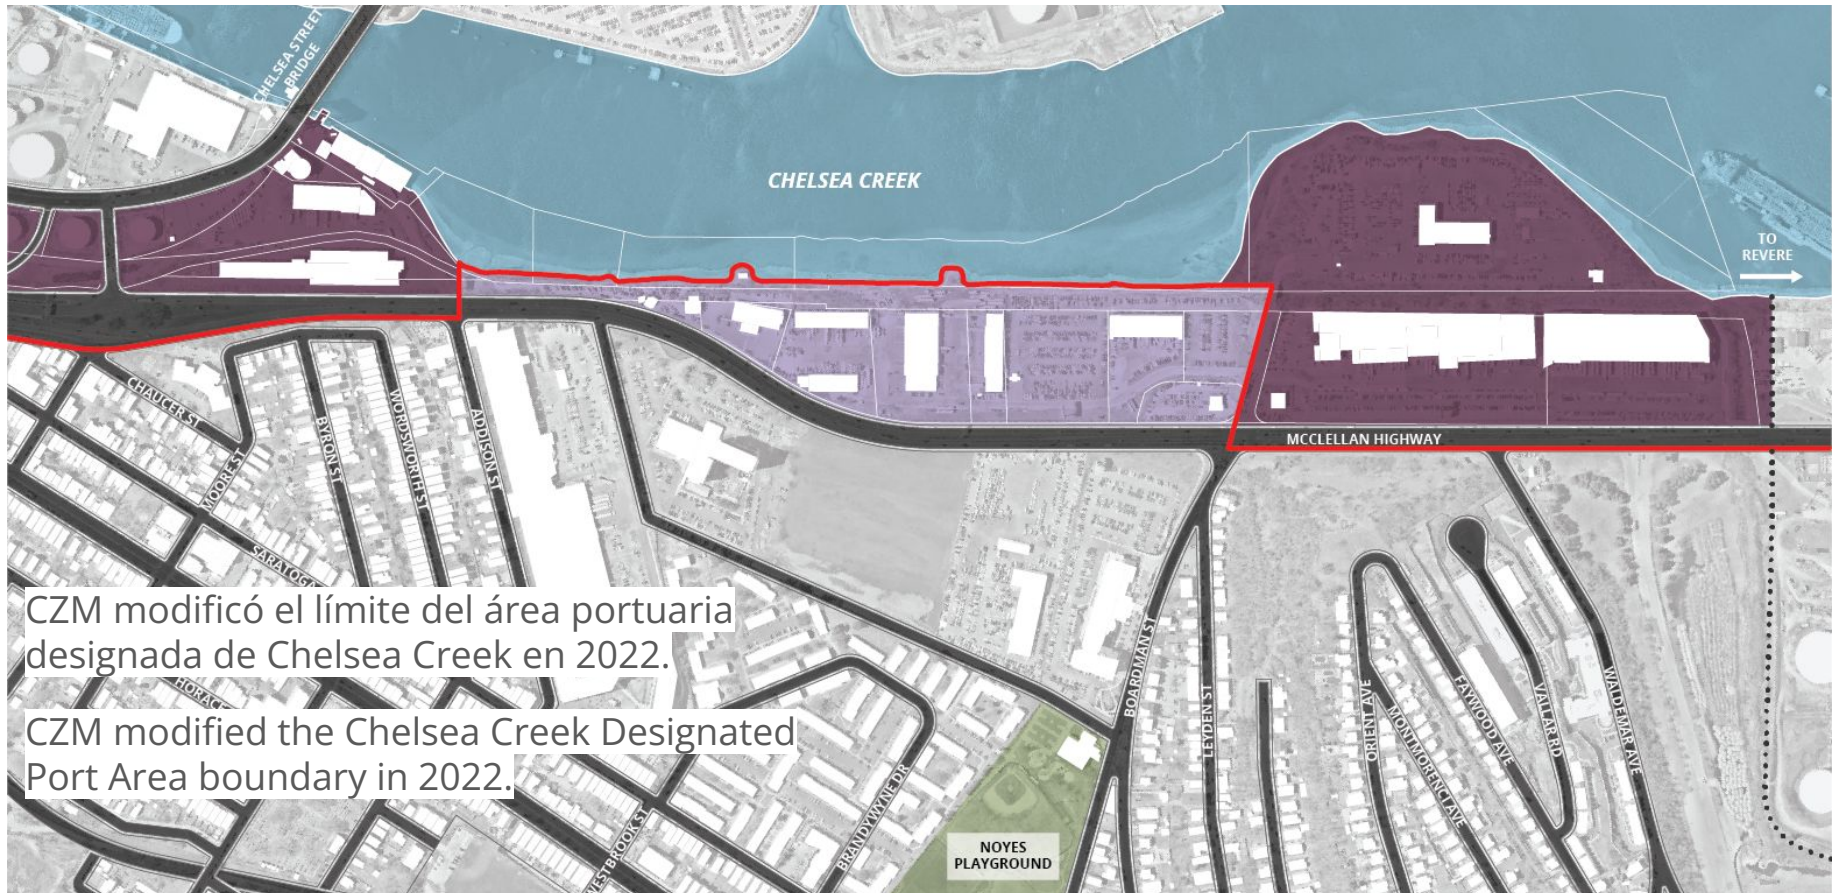 CHELSEA STREET
BRIDGE
CHELSEA CREEK
TO
REVERE
MCCLELLAN HIGHWAY
CHAUCER ST
MOORE ST
BYRON ST
WORDSWORTH ST
ADDISON ST
SARATOGA
CZM modificó el límite del área portuaria
designada de Chelsea Creek en 2022.
HORACE
CZM modified the Chelsea Creek Designated
Port Area boundary in 2022.
WESTBROOK ST
BRANDYWYNE DR
BOARDMAN ST
LEYDEN ST
ORIENT AVE
MONTMORENCI AVE
FAYWOOD AVE
VALLAR RD
WALDEMAR AVE
NOYES
PLAYGROUND